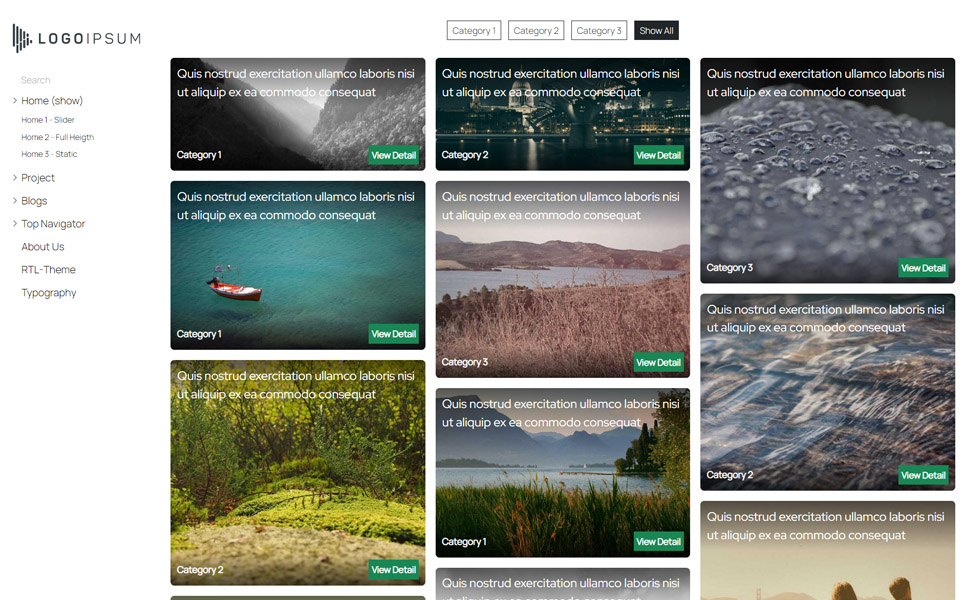 LOGOIPSUM
Search
Home (show)
Home 1 - Slider
Home 2 - Full Heigth
Home 3 - Static
Project
Blogs
Top Navigator
About Us
RTL-Theme
Typography
Category 1
Category 2
Category 3
Show All
Quis nostrud exercitation ullamco laboris nisi
ut aliquip ex ea commodo consequat
Category 1
View Detail
Quis nostrud exercitation ullamco laboris nisi
ut aliquip ex ea commodo consequat
Category 2
View Detail
Quis nostrud exercitation ullamco laboris nisi
ut aliquip ex ea commodo consequat
Category 3
View Detail
Quis nostrud exercitation ullamco laboris nisi
ut aliquip ex ea commodo consequat
Category 1
View Detail
Quis nostrud exercitation ullamco laboris nisi
ut aliquip ex ea commodo consequat
Category 3
View Detail
Quis nostrud exercitation ullamco laboris nisi
ut aliquip ex ea commodo consequat
Category 2
View Detail
Quis nostrud exercitation ullamco laboris nisi
ut aliquip ex ea commodo consequat
Category 2
View Detail
Quis nostrud exercitation ullamco laboris nisi
ut aliquip ex ea commodo consequat
Category 1
View Detail
Quis nostrud exercitation ullamco laboris nisi
ut aliquip ex ea commodo consequat
Quis nostrud exercitation ullamco laboris nisi